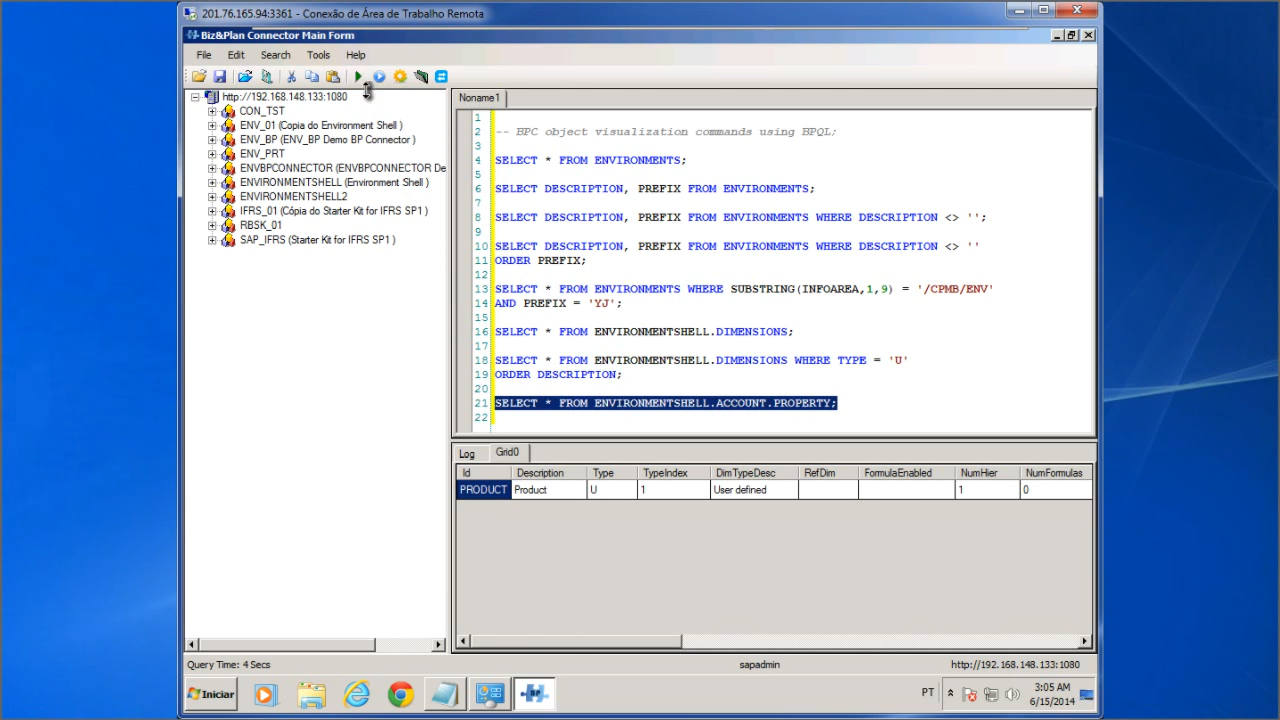 201.76.165.94:3361 - Conexão de Área de Trabalho Remota
Biz&Plan Connector Main Form
File Edit Search Tools Help
http://192.168.148.133:1080
CON_TST
ENV_01 (Copia do Environment Shell )
ENV_BP (ENV_BP Demo BP Connector )
ENV_PRT
ENVBPCONNECTOR (ENVBPCONNECTOR De
ENVIRONMENTSHELL (Environment Shell )
ENVIRONMENTSHELL2
IFRS_01 (Cópia do Starter Kit for IFRS SP1 )
RBSK_01
SAP_IFRS (Starter Kit for IFRS SP1 )
Noname1
1
2 -- BPC object visualization commands using BPQL;
3
4 SELECT * FROM ENVIRONMENTS;
5
6 SELECT DESCRIPTION, PREFIX FROM ENVIRONMENTS;
7
8 SELECT DESCRIPTION, PREFIX FROM ENVIRONMENTS WHERE DESCRIPTION <> '';
9
10 SELECT DESCRIPTION, PREFIX FROM ENVIRONMENTS WHERE DESCRIPTION <> ''
11 ORDER PREFIX;
12
13 SELECT * FROM ENVIRONMENTS WHERE SUBSTRING(INFOAREA,1,9) = '/CPMB/ENV'
14 AND PREFIX = 'YJ';
15
16 SELECT * FROM ENVIRONMENTSHELL.DIMENSIONS;
17
18 SELECT * FROM ENVIRONMENTSHELL.DIMENSIONS WHERE TYPE = 'U'
19 ORDER DESCRIPTION;
20
21 SELECT * FROM ENVIRONMENTSHELL.ACCOUNT.PROPERTY;
22
Log Grid0
Id Description Type TypeIndex DimTypeDesc RefDim FormulaEnabled NumHier NumFormulas
PRODUCT Product U 1 User defined 1 0
Query Time: 4 Secs sapadmin http://192.168.148.133:1080
Iniciar BP PT 3:05 AM
6/15/2014